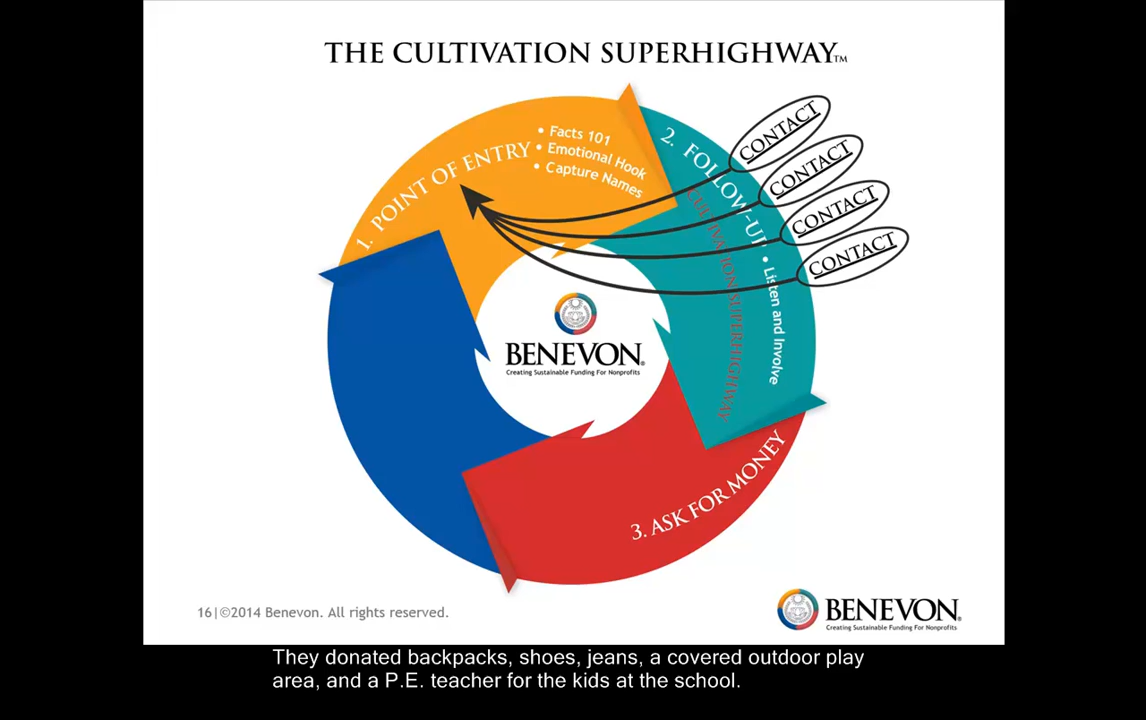 THE CULTIVATION SUPERHIGHWAY™
1. POINT OF ENTRY
• Facts 101
• Emotional Hook
• Capture Names
2. FOLLOW-UP
• Listen and Involve
CULTIVATION SUPERHIGHWAY
CONTACT
CONTACT
CONTACT
CONTACT
BENEVON®
Creating Sustainable Funding For Nonprofits
3. ASK FOR MONEY
16|©2014 Benevon. All rights reserved.
BENEVON®
Creating Sustainable Funding For Nonprofits
They donated backpacks, shoes, jeans, a covered outdoor play
area, and a P.E. teacher for the kids at the school.